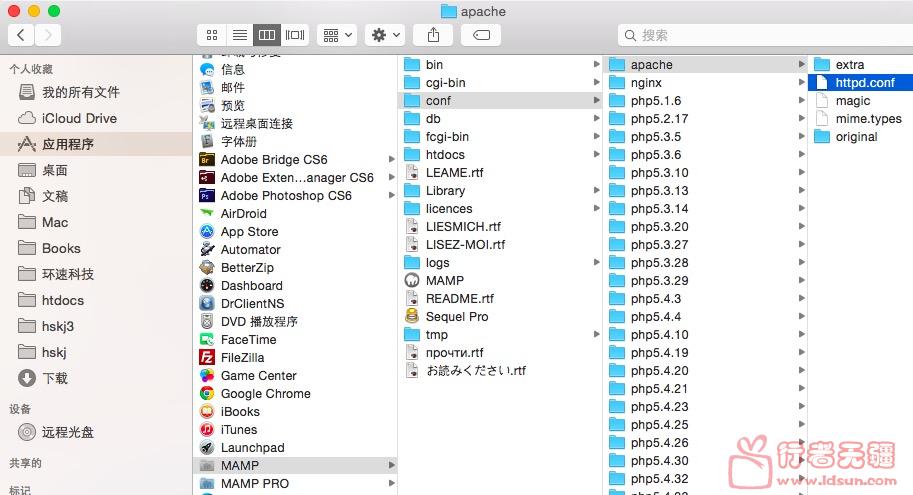 apache
搜索
个人收藏
我的所有文件
iCloud Drive
应用程序
桌面
文稿
Mac
Books
环速科技
htdocs
hskj3
hskj
下载
设备
远程光盘
共享的
标记
信息
邮件
预览
远程桌面连接
字体册
Adobe Bridge CS6
Adobe Exten...anager CS6
Adobe Photoshop CS6
AirDroid
App Store
Automator
BetterZip
Dashboard
DrClientNS
DVD 播放程序
FaceTime
FileZilla
Game Center
Google Chrome
iBooks
iTunes
Launchpad
MAMP
MAMP PRO
bin
cgi-bin
conf
db
fcgi-bin
htdocs
LEAME.rtf
Library
licences
LIESMICH.rtf
LISEZ-MOI.rtf
logs
MAMP
README.rtf
Sequel Pro
tmp
прочти.rtf
お読みください.rtf
apache
nginx
php5.1.6
php5.2.17
php5.3.5
php5.3.6
php5.3.10
php5.3.13
php5.3.14
php5.3.20
php5.3.27
php5.3.28
php5.3.29
php5.4.3
php5.4.4
php5.4.10
php5.4.19
php5.4.20
php5.4.21
php5.4.23
php5.4.25
php5.4.26
php5.4.30
php5.4.32
extra
httpd.conf
magic
mime.types
original
行者无疆
www.ldsun.com